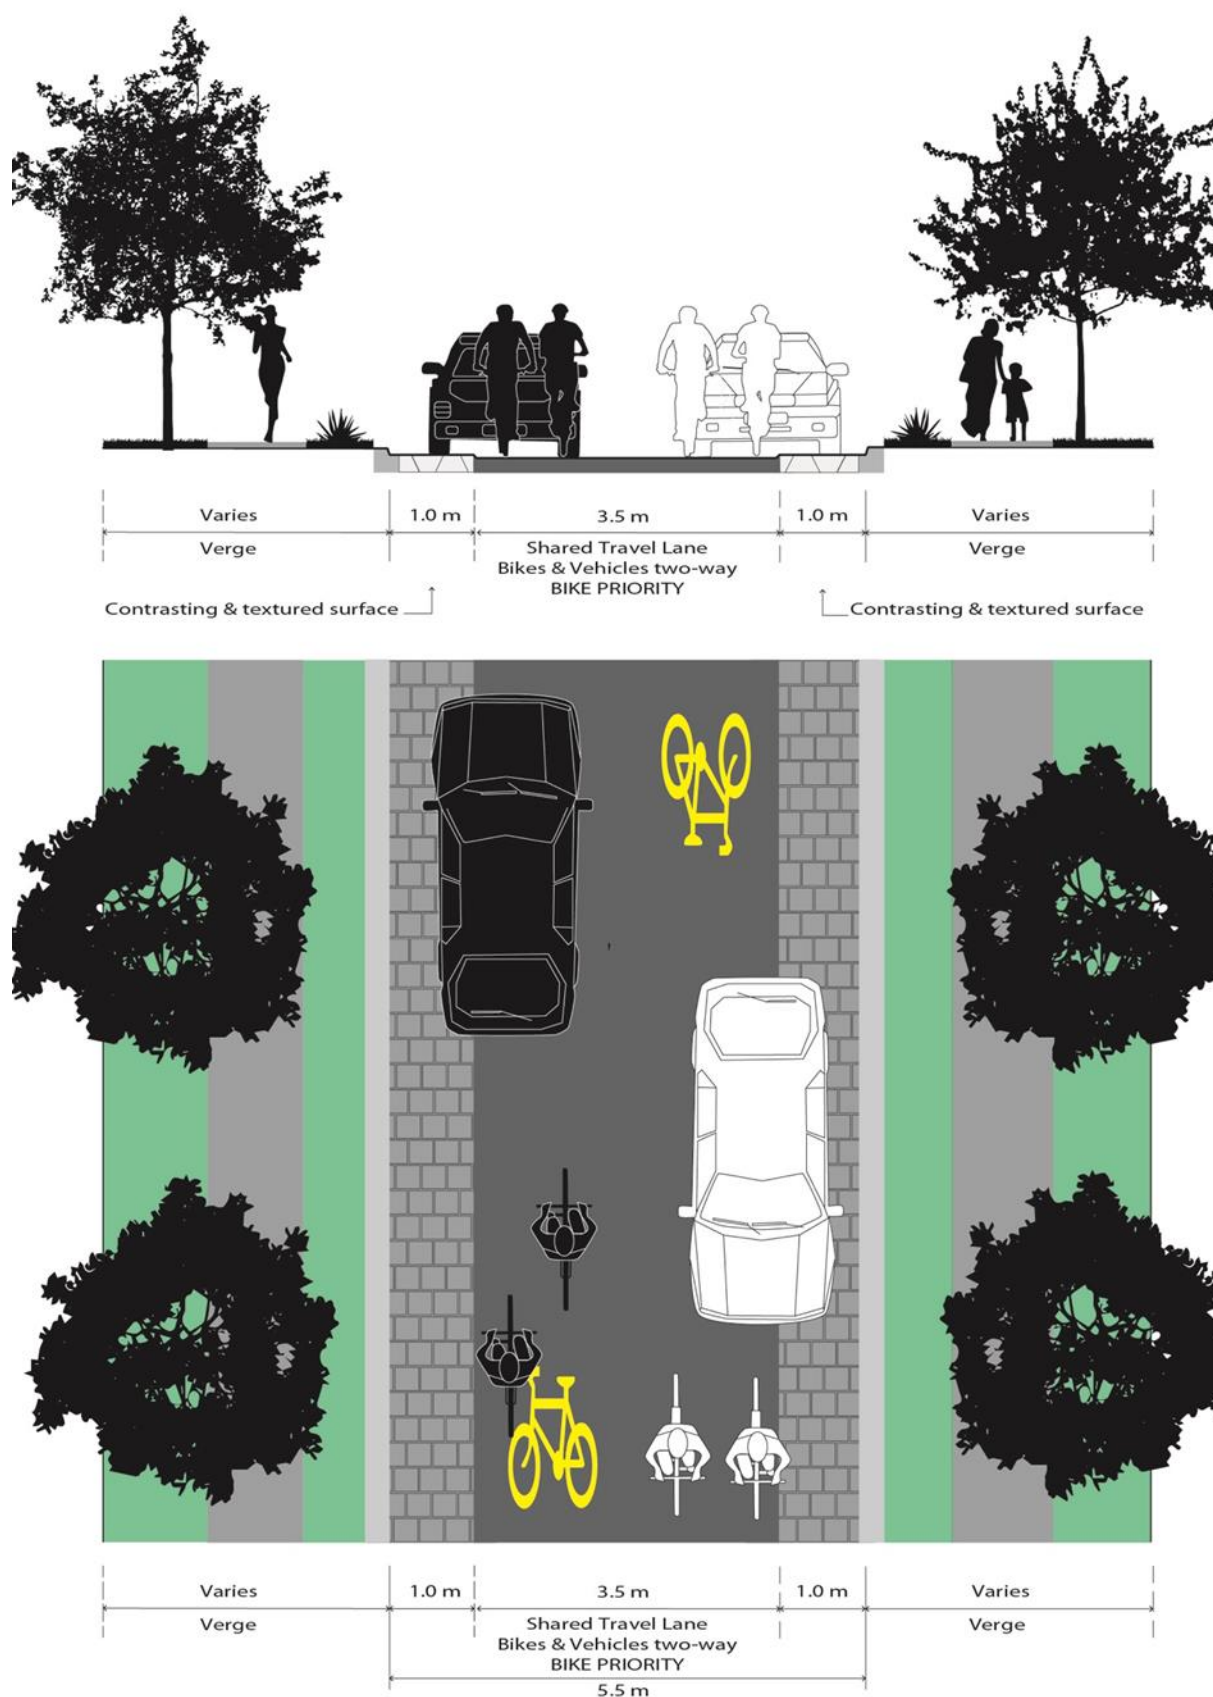 Varies 1.0 m 3.5 m 1.0 m Varies
Verge Shared Travel Lane Verge
Bikes & Vehicles two-way
BIKE PRIORITY
Contrasting & textured surface Contrasting & textured surface
Varies 1.0 m 3.5 m 1.0 m Varies
Verge Shared Travel Lane Verge
Bikes & Vehicles two-way
BIKE PRIORITY
5.5 m